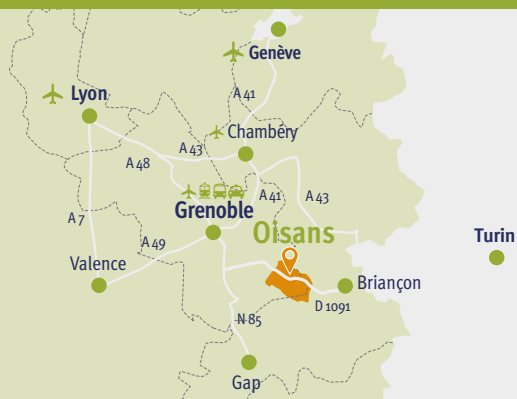 Genève
Lyon
A 41
Chambéry
A 43
A 48
A 41
A 43
Grenoble
A 7
Oisans
Turin
A 49
Valence
Briançon
D 1091
N 85
Gap